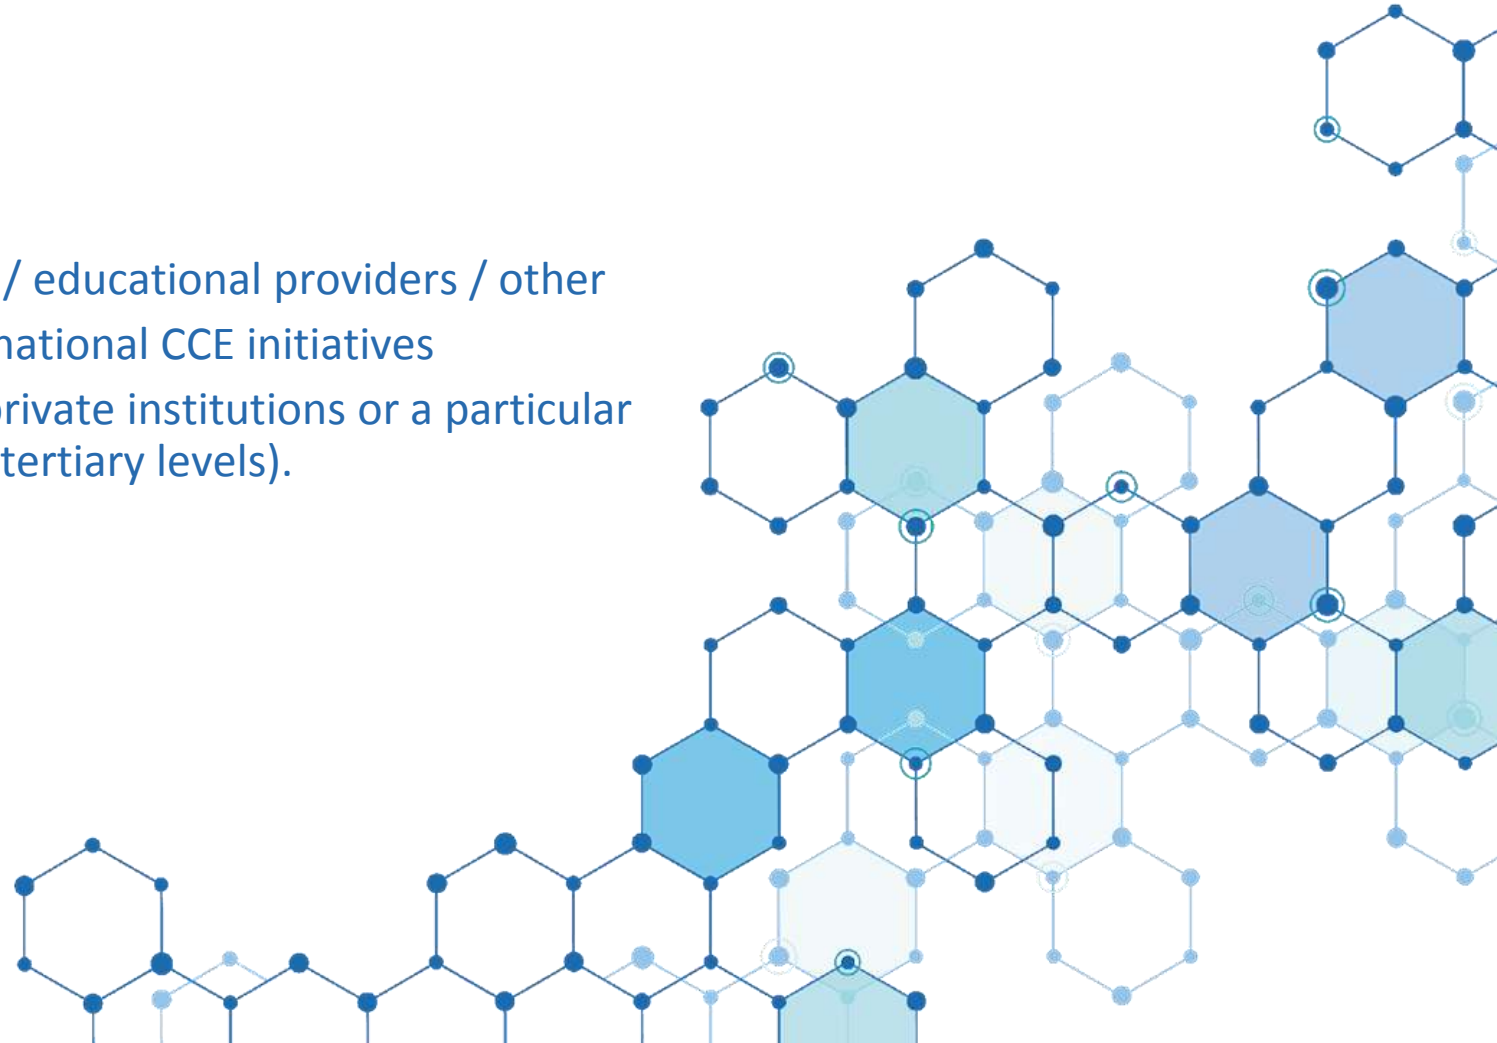 / educational providers / other
national CCE initiatives
private institutions or a particular
tertiary levels).